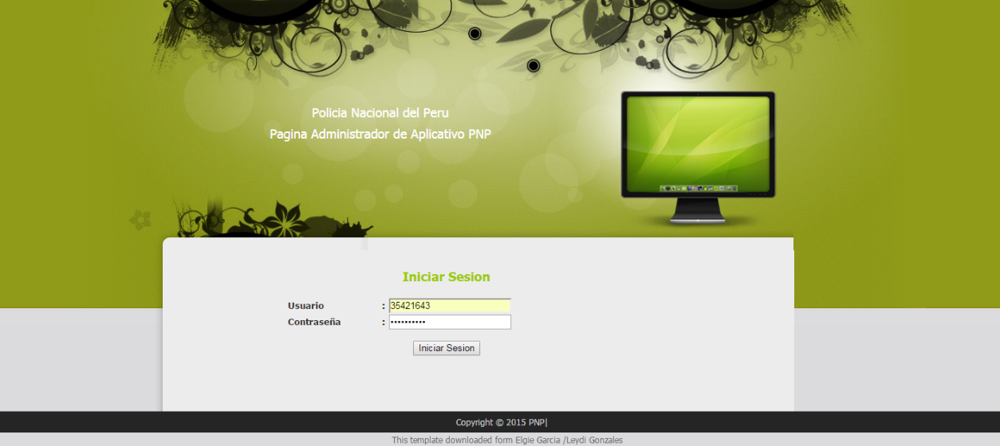 Policia Nacional del Peru
Pagina Administrador de Aplicativo PNP
Iniciar Sesion
Usuario : 35421643
Contraseña : ••••••••••
Iniciar Sesion
Copyright © 2015 PNP|
This template downloaded form Elgie Garcia /Leydi Gonzales